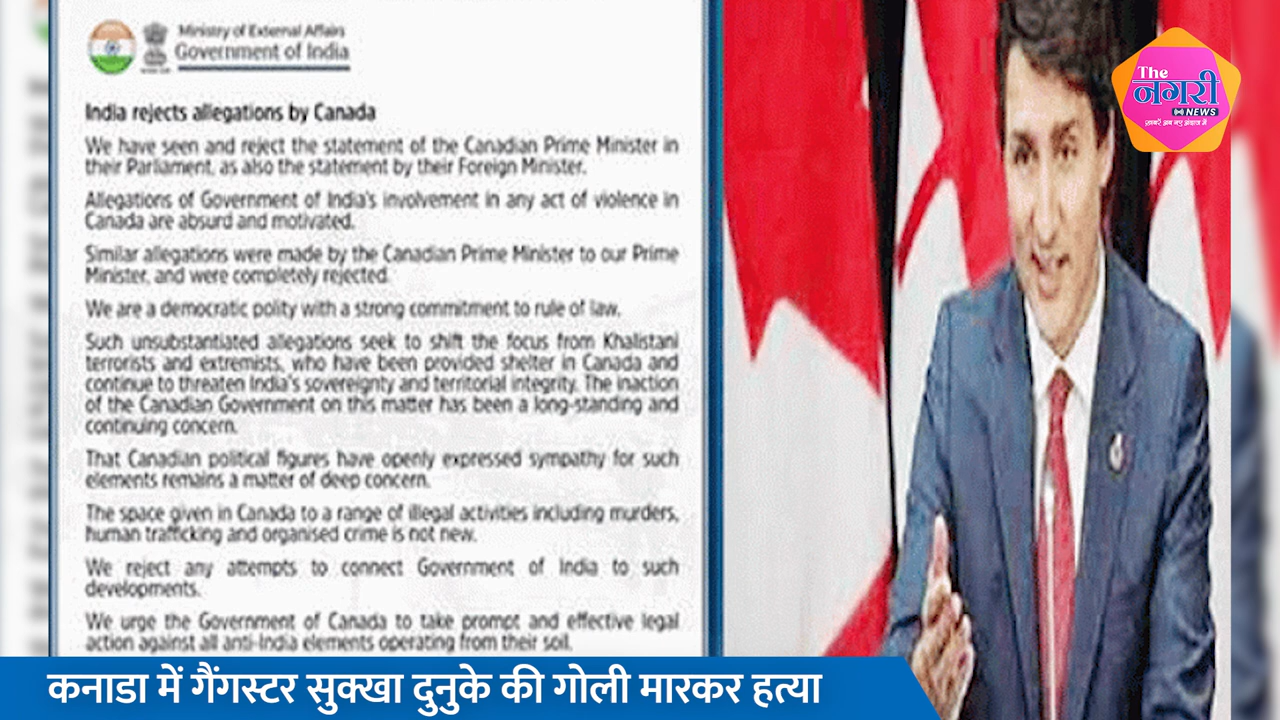 Ministry of External Affairs
Government of India
India rejects allegations by Canada
We have seen and reject the statement of the Canadian Prime Minister in
their Parliament, as also the statement by their Foreign Minister.
Allegations of Government of India's involvement in any act of violence in
Canada are absurd and motivated.
Similar allegations were made by the Canadian Prime Minister to our Prime
Minister, and were completely rejected.
We are a democratic polity with a strong commitment to rule of law.
Such unsubstantiated allegations seek to shift the focus from Khalistani
terrorists and extremists, who have been provided shelter in Canada and
continue to threaten India's sovereignty and territorial integrity. The inaction
of the Canadian Government on this matter has been a long-standing and
continuing concern.
That Canadian political figures have openly expressed sympathy for such
elements remains a matter of deep concern.
The space given in Canada to a range of illegal activities including murders,
human trafficking and organised crime is not new.
We reject any attempts to connect Government of India to such
developments.
We urge the Government of Canada to take prompt and effective legal
action against all anti-India elements operating from their soil.
The
नगरी
NEWS
ख़बरें अब नए अंदाज में
कनाडा में गैंगस्टर सुक्खा दुनुके की गोली मारकर हत्या